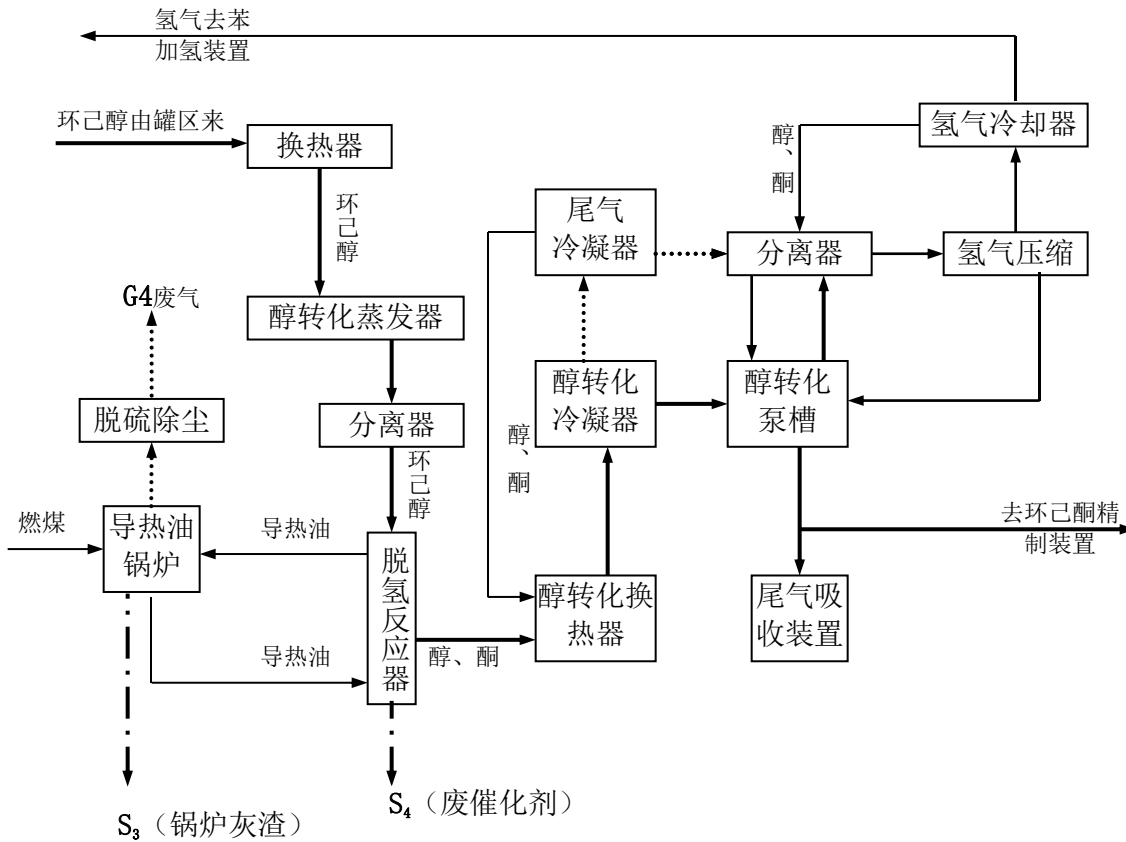 氢气去苯
加氢装置
环己醇由罐区来
换热器
氢气冷却器
醇、酮
环己醇
尾气
冷凝器
分离器
氢气压缩
G4废气
醇转化蒸发器
醇转化
冷凝器
醇转化
泵槽
脱硫除尘
分离器
醇、酮
环己醇
燃煤
导热油
锅炉
导热油
脱氢反应器
去环己酮精
制装置
醇转化换
热器
尾气吸
收装置
导热油
醇、酮
S₃（锅炉灰渣）
S₄（废催化剂）